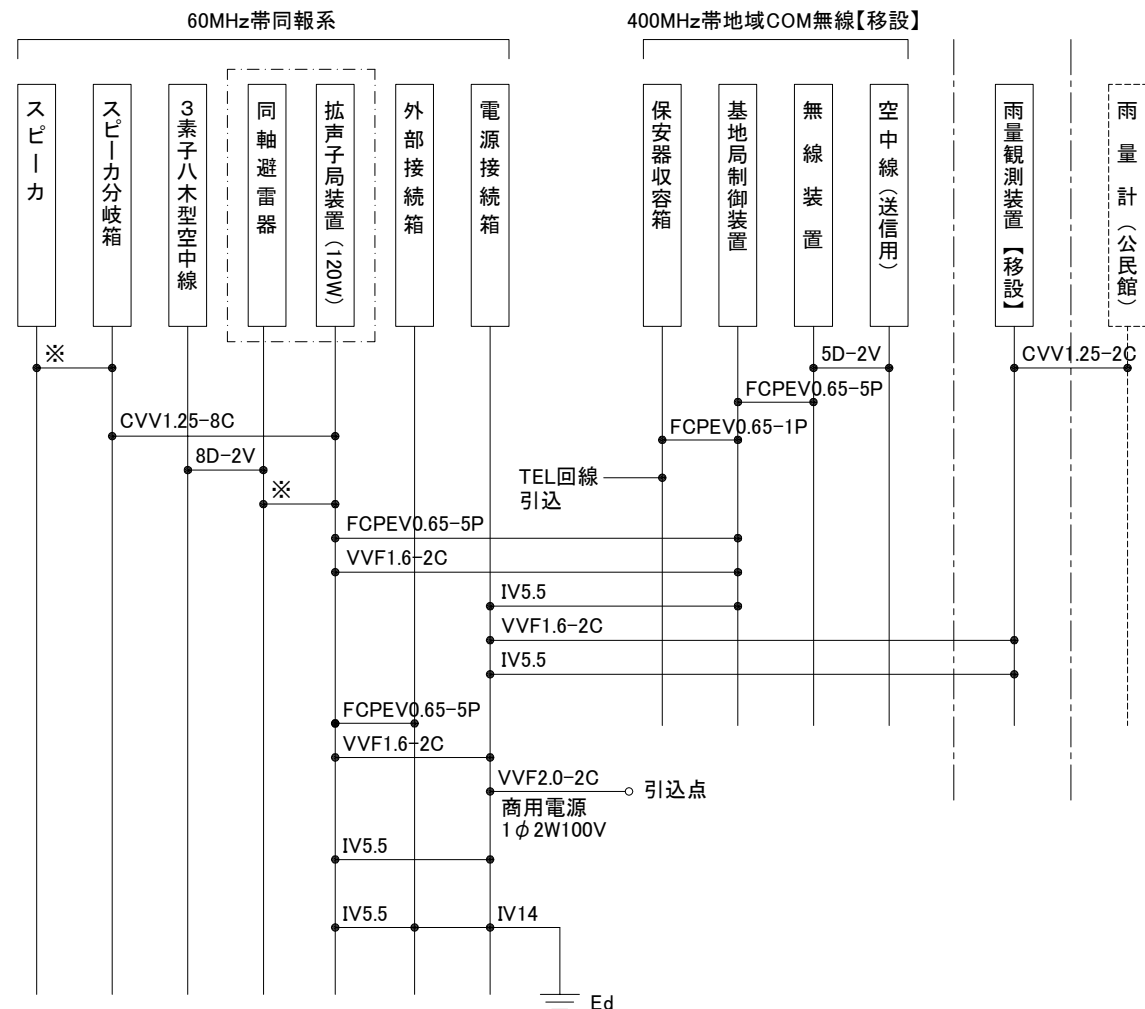 60MHz帯同報系
400MHz帯地域COM無線【移設】
スピーカ
スピーカ分岐箱
3素子八木型空中線
同軸避雷器
拡声子局装置(120W)
外部接続箱
電源接続箱
保安器収容箱
基地局制御装置
無線装置
空中線(送信用)
雨量観測装置【移設】
雨量計(公民館)
※
5D-2V
CVV1.25-2C
FCPEV0.65-5P
CVV1.25-8C
FCPEV0.65-1P
8D-2V
TEL回線
引込
※
FCPEV0.65-5P
VVF1.6-2C
IV5.5
VVF1.6-2C
IV5.5
FCPEV0.65-5P
VVF1.6-2C
VVF2.0-2C
引込点
商用電源
1φ2W100V
IV5.5
IV5.5
IV14
Ed